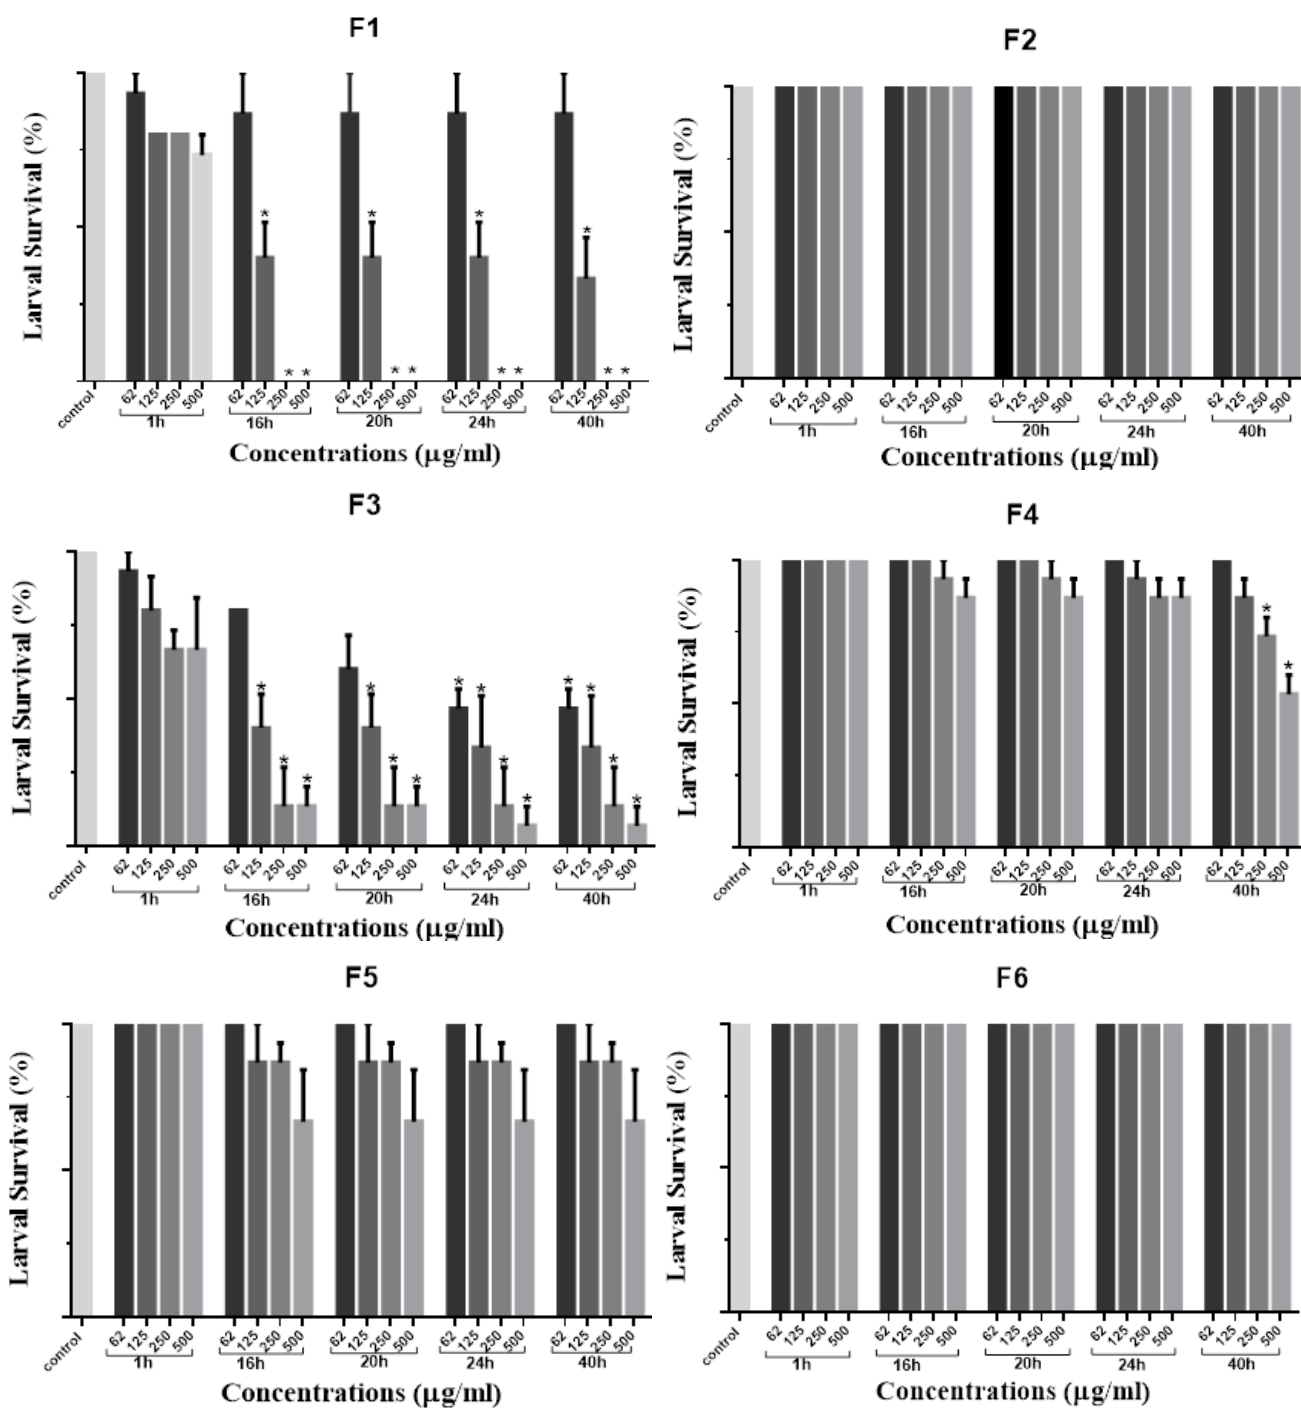 F1
Larval Survival (%)
* * * *
*
* * * * * * * *
control 62 125 250 500 62 125 250 500 62 125 250 500 62 125 250 500 62 125 250 500
1h 16h 20h 24h 40h
Concentrations (μg/ml)
F2
Larval Survival (%)
control 62 125 250 500 62 125 250 500 62 125 250 500 62 125 250 500 62 125 250 500
1h 16h 20h 24h 40h
Concentrations (μg/ml)
F3
Larval Survival (%)
* * * * * * * * * * * * * *
control 62 125 250 500 62 125 250 500 62 125 250 500 62 125 250 500 62 125 250 500
1h 16h 20h 24h 40h
Concentrations (μg/ml)
F4
Larval Survival (%)
*
*
control 62 125 250 500 62 125 250 500 62 125 250 500 62 125 250 500 62 125 250 500
1h 16h 20h 24h 40h
Concentrations (μg/ml)
F5
Larval Survival (%)
control 62 125 250 500 62 125 250 500 62 125 250 500 62 125 250 500 62 125 250 500
1h 16h 20h 24h 40h
Concentrations (μg/ml)
F6
Larval Survival (%)
control 62 125 250 500 62 125 250 500 62 125 250 500 62 125 250 500 62 125 250 500
1h 16h 20h 24h 40h
Concentrations (μg/ml)